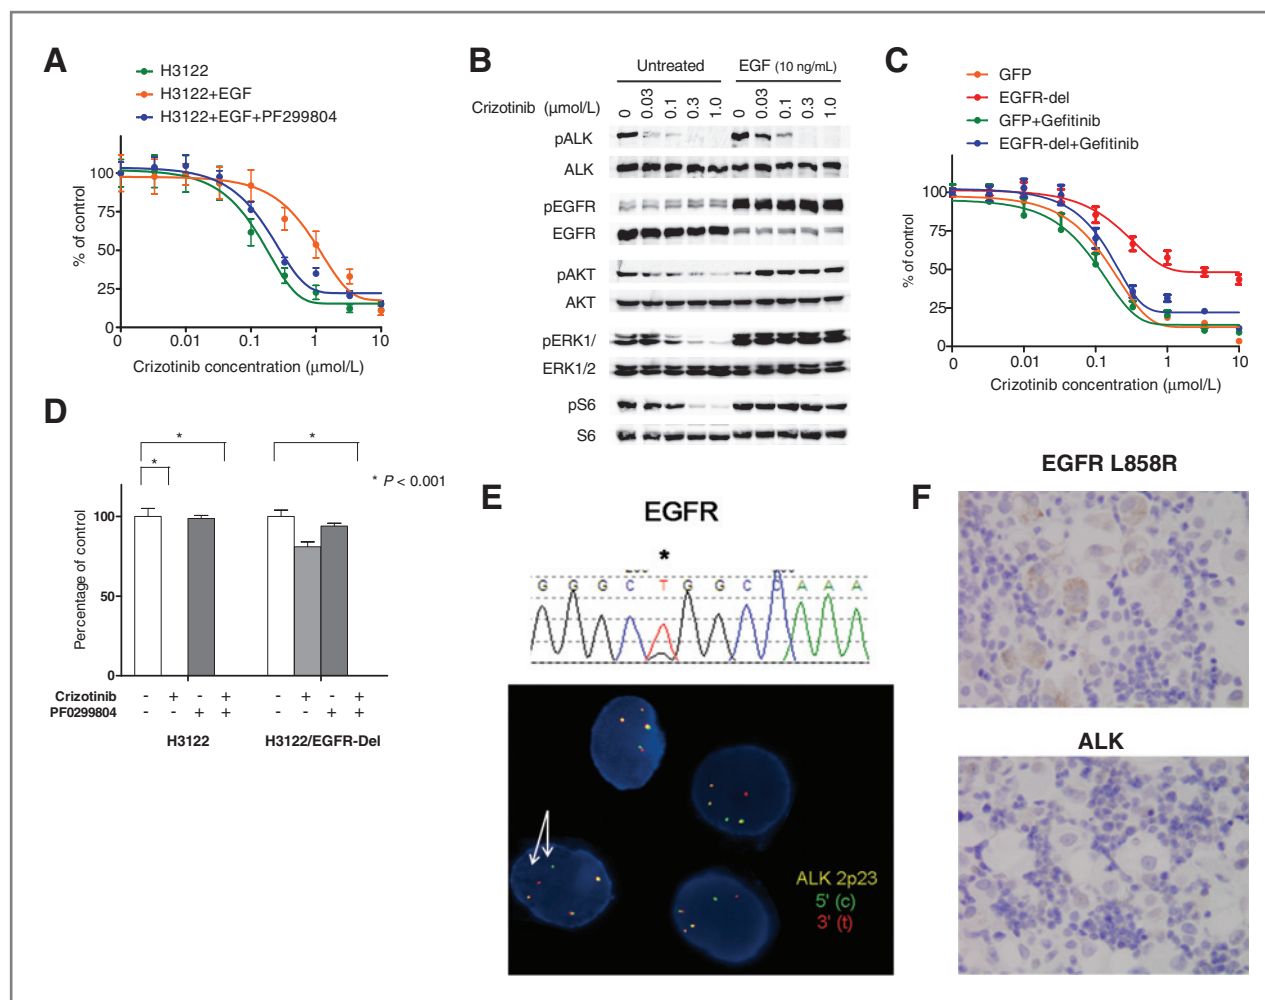 A
H3122
H3122+EGF
H3122+EGF+PF299804
% of control
100
75
50
25
0
0 0.01 0.1 1 10
Crizotinib concentration (μmol/L)
B
Untreated EGF (10 ng/mL)
Crizotinib (μmol/L) 0 0.03 0.1 0.3 1.0 0 0.03 0.1 0.3 1.0
pALK
ALK
pEGFR
EGFR
pAKT
AKT
pERK1/
ERK1/2
pS6
S6
C
GFP
EGFR-del
GFP+Gefitinib
EGFR-del+Gefitinib
% of control
100
75
50
25
0
0 0.01 0.1 1 10
Crizotinib concentration (μmol/L)
D
* *
*
* P < 0.001
Percentage of control
100
50
0
Crizotinib - + - + - + - +
PF0299804 - - + + - - + +
H3122 H3122/EGFR-Del
E
EGFR
*
G G G C T G G C C A A A
ALK 2p23
5' (c)
3' (t)
F
EGFR L858R
ALK